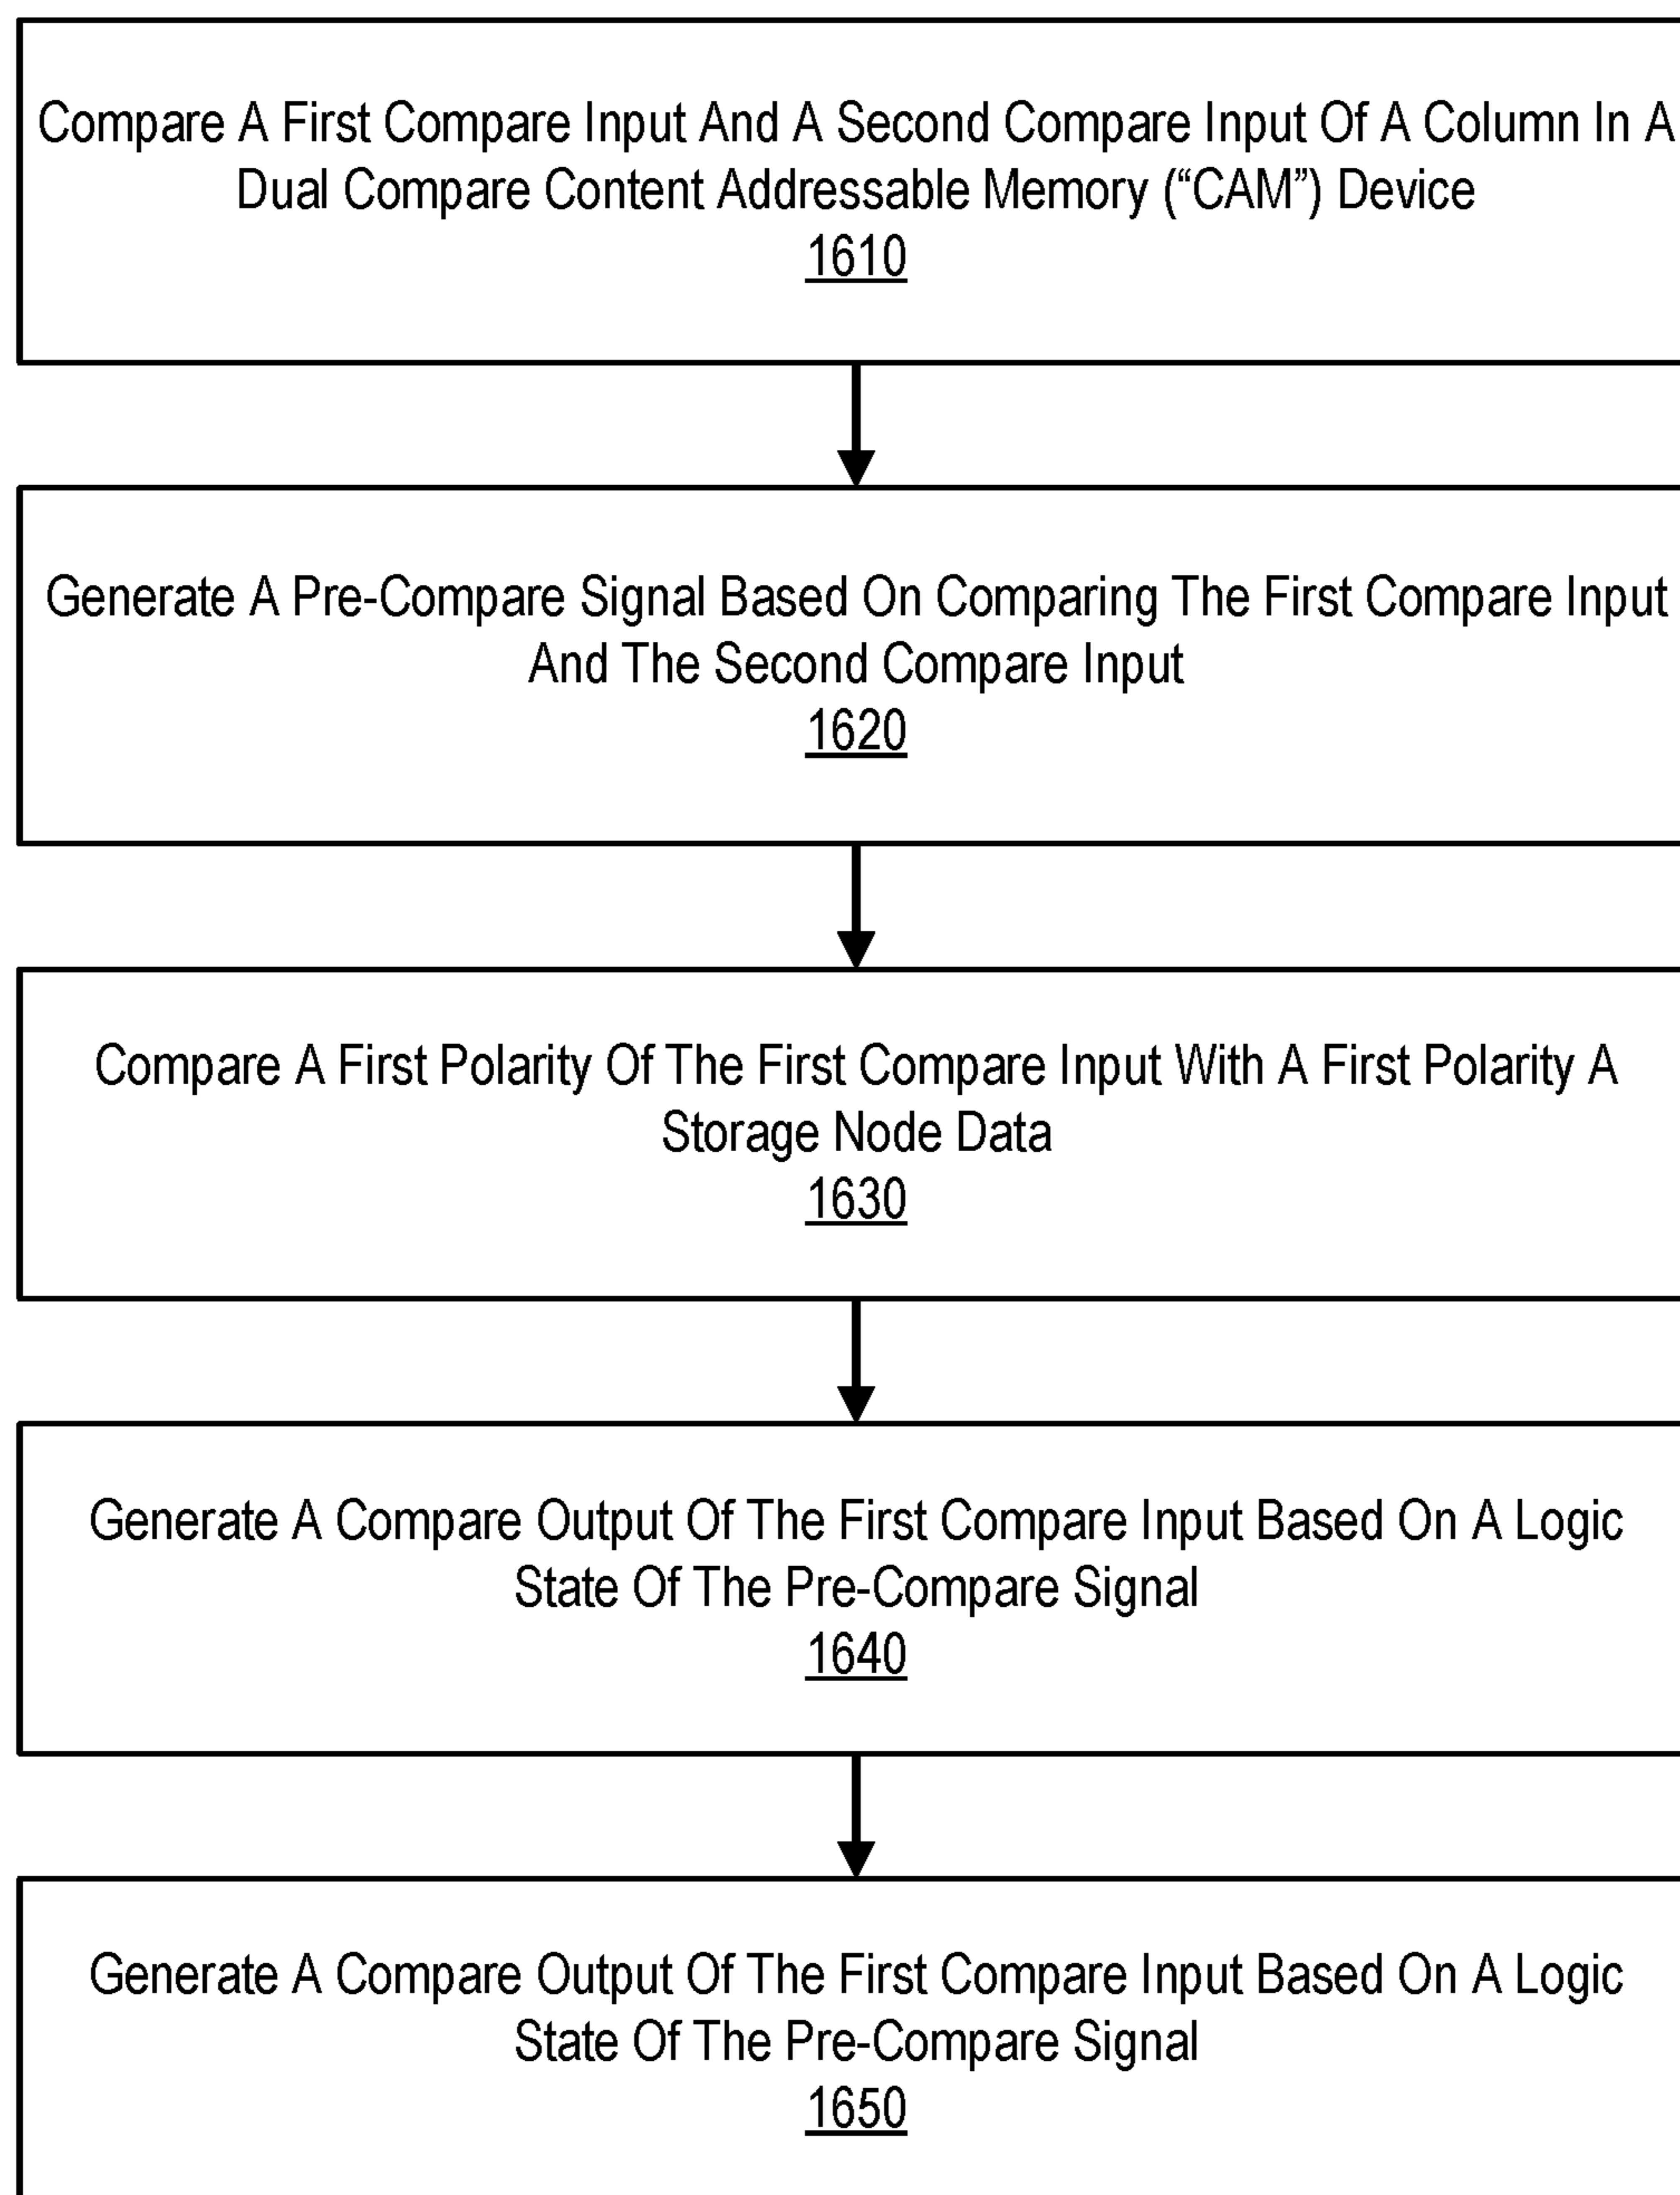 Compare A First Compare Input And A Second Compare Input Of A Column In A
Dual Compare Content Addressable Memory (“CAM”) Device
1610
Generate A Pre-Compare Signal Based On Comparing The First Compare Input
And The Second Compare Input
1620
Compare A First Polarity Of The First Compare Input With A First Polarity A
Storage Node Data
1630
Generate A Compare Output Of The First Compare Input Based On A Logic
State Of The Pre-Compare Signal
1640
Generate A Compare Output Of The First Compare Input Based On A Logic
State Of The Pre-Compare Signal
1650